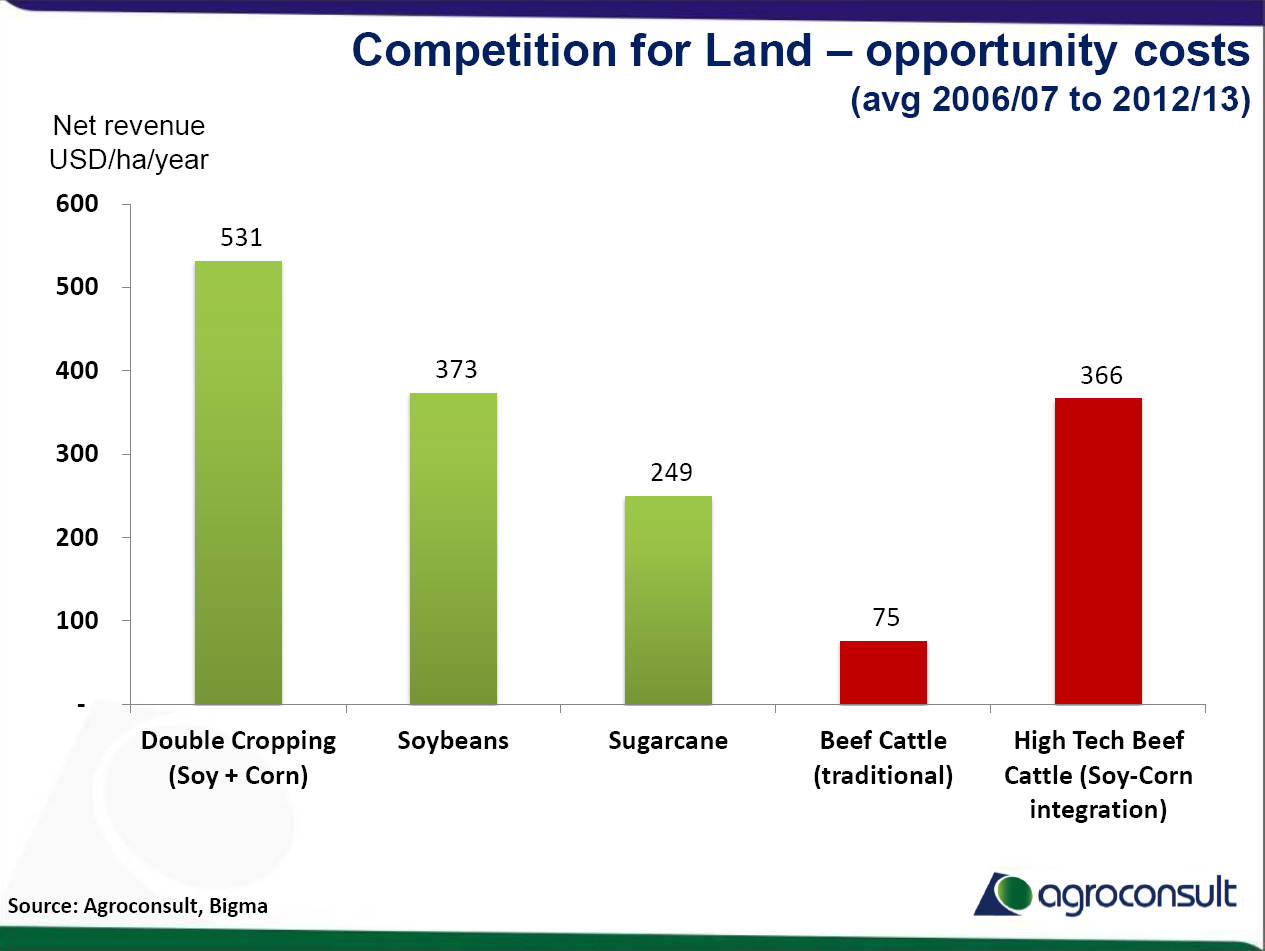 Competition for Land – opportunity costs
(avg 2006/07 to 2012/13)
Net revenue
USD/ha/year
600
500
400
300
200
100
-
531
373
249
75
366
Double Cropping
(Soy + Corn)
Soybeans
Sugarcane
Beef Cattle
(traditional)
High Tech Beef
Cattle (Soy-Corn
integration)
Source: Agroconsult, Bigma
agroconsult